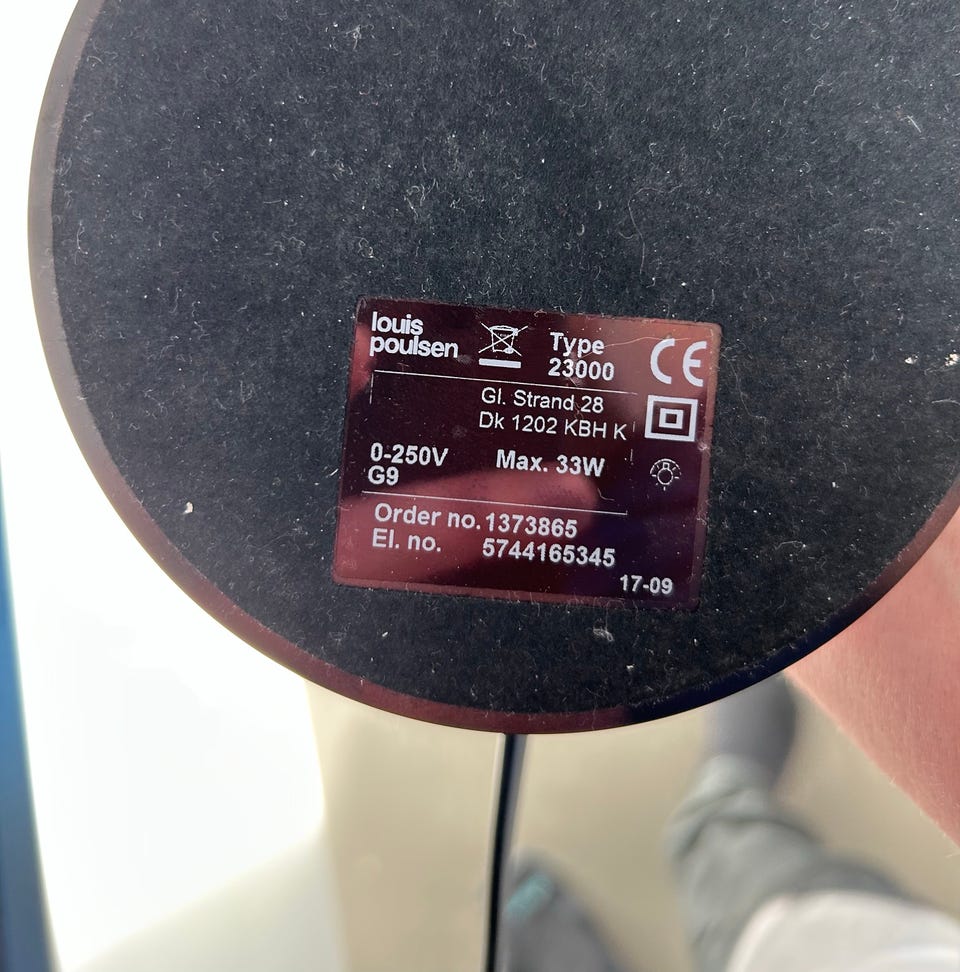 louis
poulsen
Type
23000
CE
Gl. Strand 28
Dk 1202 KBH K
0-250V
Max. 33W
G9
Order no. 1373865
El. no. 5744165345
17-09